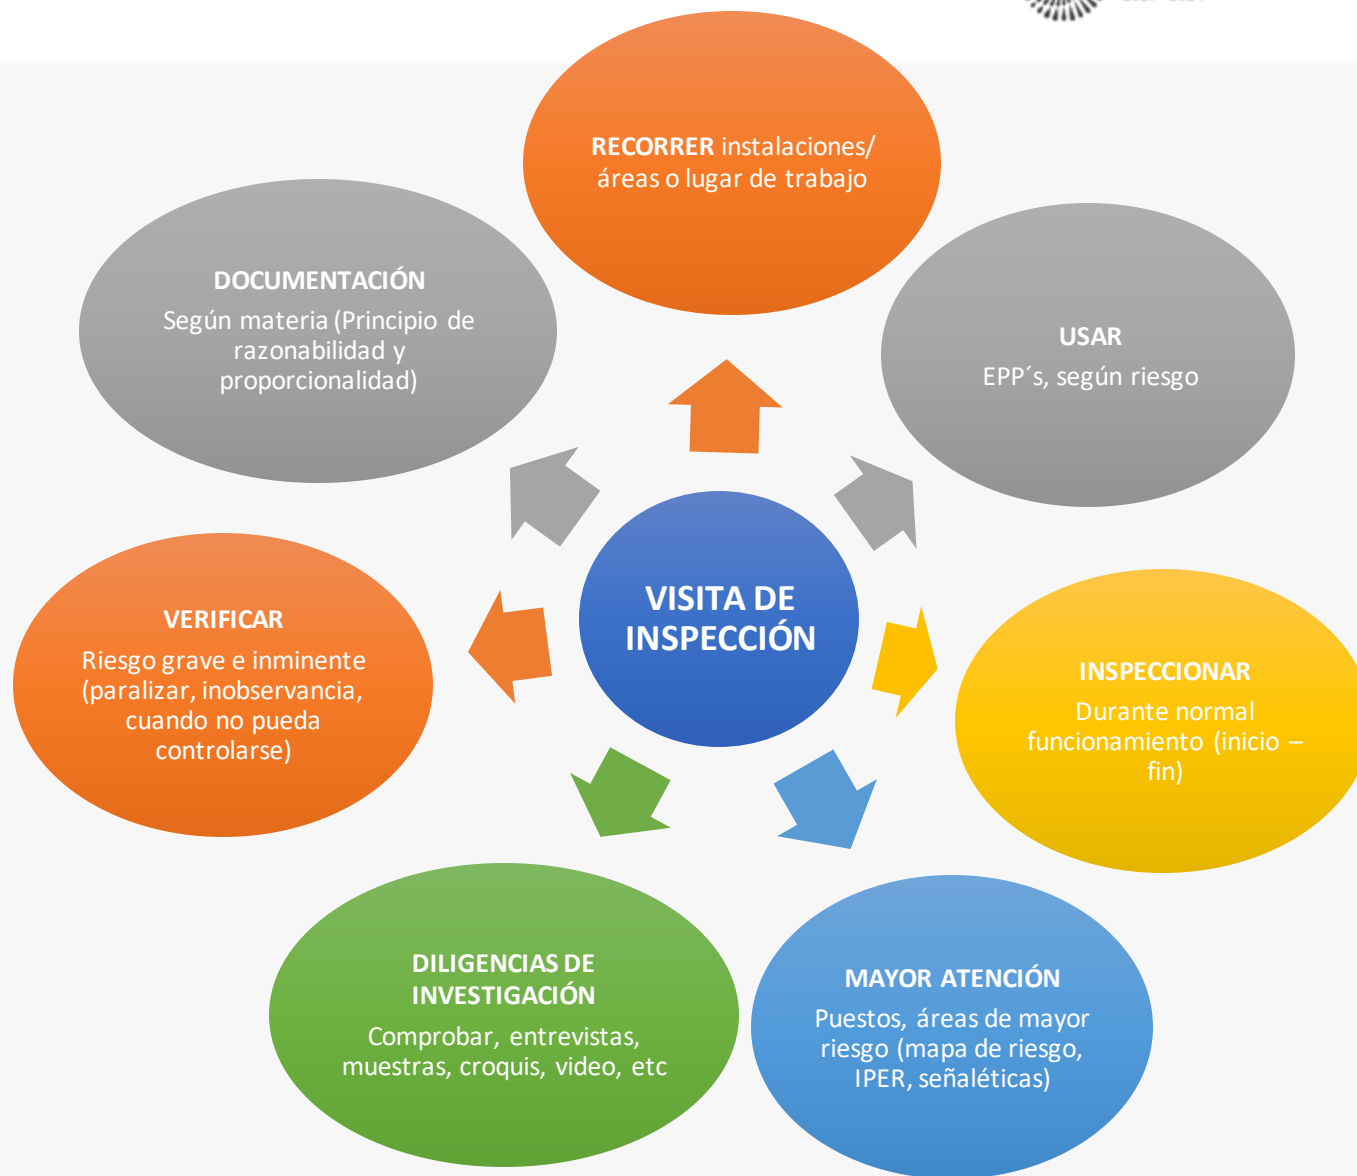 RECORRER instalaciones/
áreas o lugar de trabajo
USAR
EPP´s, según riesgo
INSPECCIONAR
Durante normal
funcionamiento (inicio –
fin)
MAYOR ATENCIÓN
Puestos, áreas de mayor
riesgo (mapa de riesgo,
IPER, señaléticas)
DILIGENCIAS DE
INVESTIGACIÓN
Comprobar, entrevistas,
muestras, croquis, video, etc
VERIFICAR
Riesgo grave e inminente
(paralizar, inobservancia,
cuando no pueda
controlarse)
DOCUMENTACIÓN
Según materia (Principio de
razonabilidad y
proporcionalidad)
VISITA DE
INSPECCIÓN